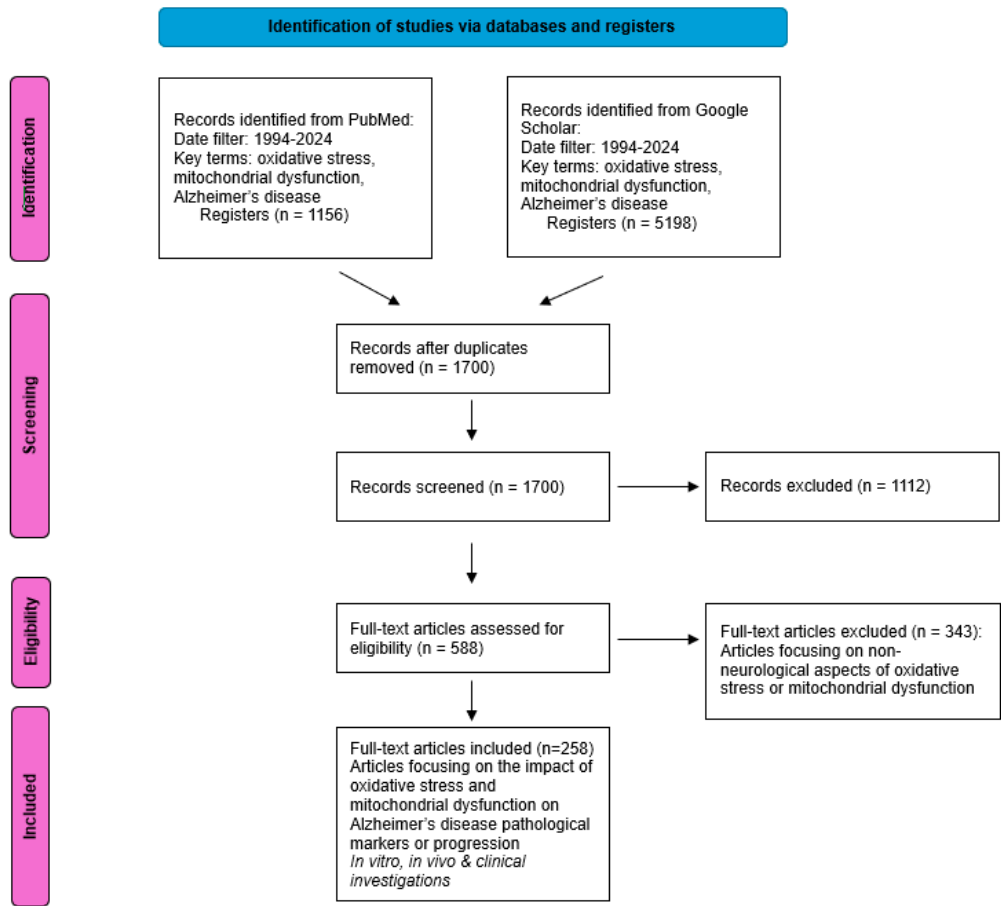 Identification of studies via databases and registers
Identification
Records identified from PubMed:
Date filter: 1994-2024
Key terms: oxidative stress,
mitochondrial dysfunction,
Alzheimer's disease
Registers (n = 1156)
Records identified from Google
Scholar:
Date filter: 1994-2024
Key terms: oxidative stress,
mitochondrial dysfunction,
Alzheimer's disease
Registers (n = 5198)
Screening
Records after duplicates
removed (n = 1700)
Records screened (n = 1700)
Records excluded (n = 1112)
Eligibility
Full-text articles assessed for
eligibility (n = 588)
Full-text articles excluded (n = 343):
Articles focusing on non-
neurological aspects of oxidative
stress or mitochondrial dysfunction
Included
Full-text articles included (n=258)
Articles focusing on the impact of
oxidative stress and
mitochondrial dysfunction on
Alzheimer's disease pathological
markers or progression
In vitro, in vivo & clinical
investigations